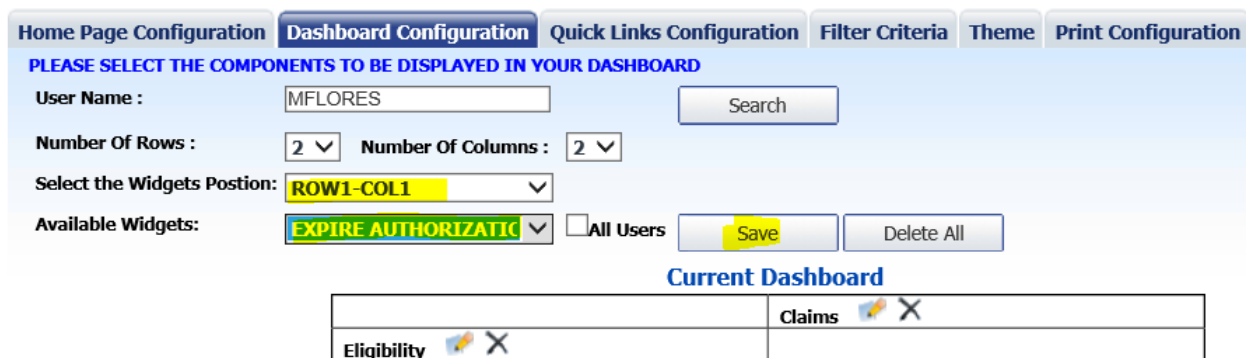 Home Page Configuration Dashboard Configuration Quick Links Configuration Filter Criteria Theme Print Configuration
PLEASE SELECT THE COMPONENTS TO BE DISPLAYED IN YOUR DASHBOARD
User Name : MFLORES Search
Number Of Rows : 2 Number Of Columns : 2
Select the Widgets Postion: ROW1-COL1
Available Widgets: EXPIRE AUTHORIZATIC All Users Save Delete All
Current Dashboard
Claims
Eligibility